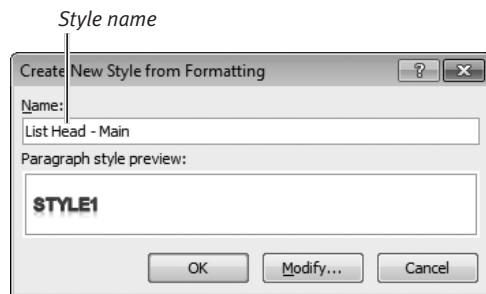 Style name
Create New Style from Formatting
Name:
List Head - Main
Paragraph style preview:
STYLE1
OK Modify... Cancel